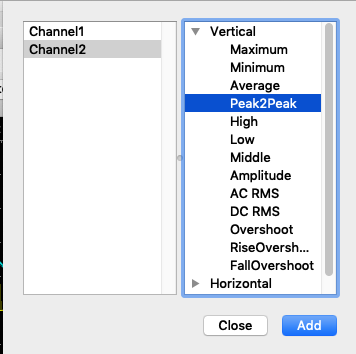 Channel1
Channel2
Vertical
Maximum
Minimum
Average
Peak2Peak
High
Low
Middle
Amplitude
AC RMS
DC RMS
Overshoot
RiseOversh...
FallOvershoot
Horizontal
Close
Add